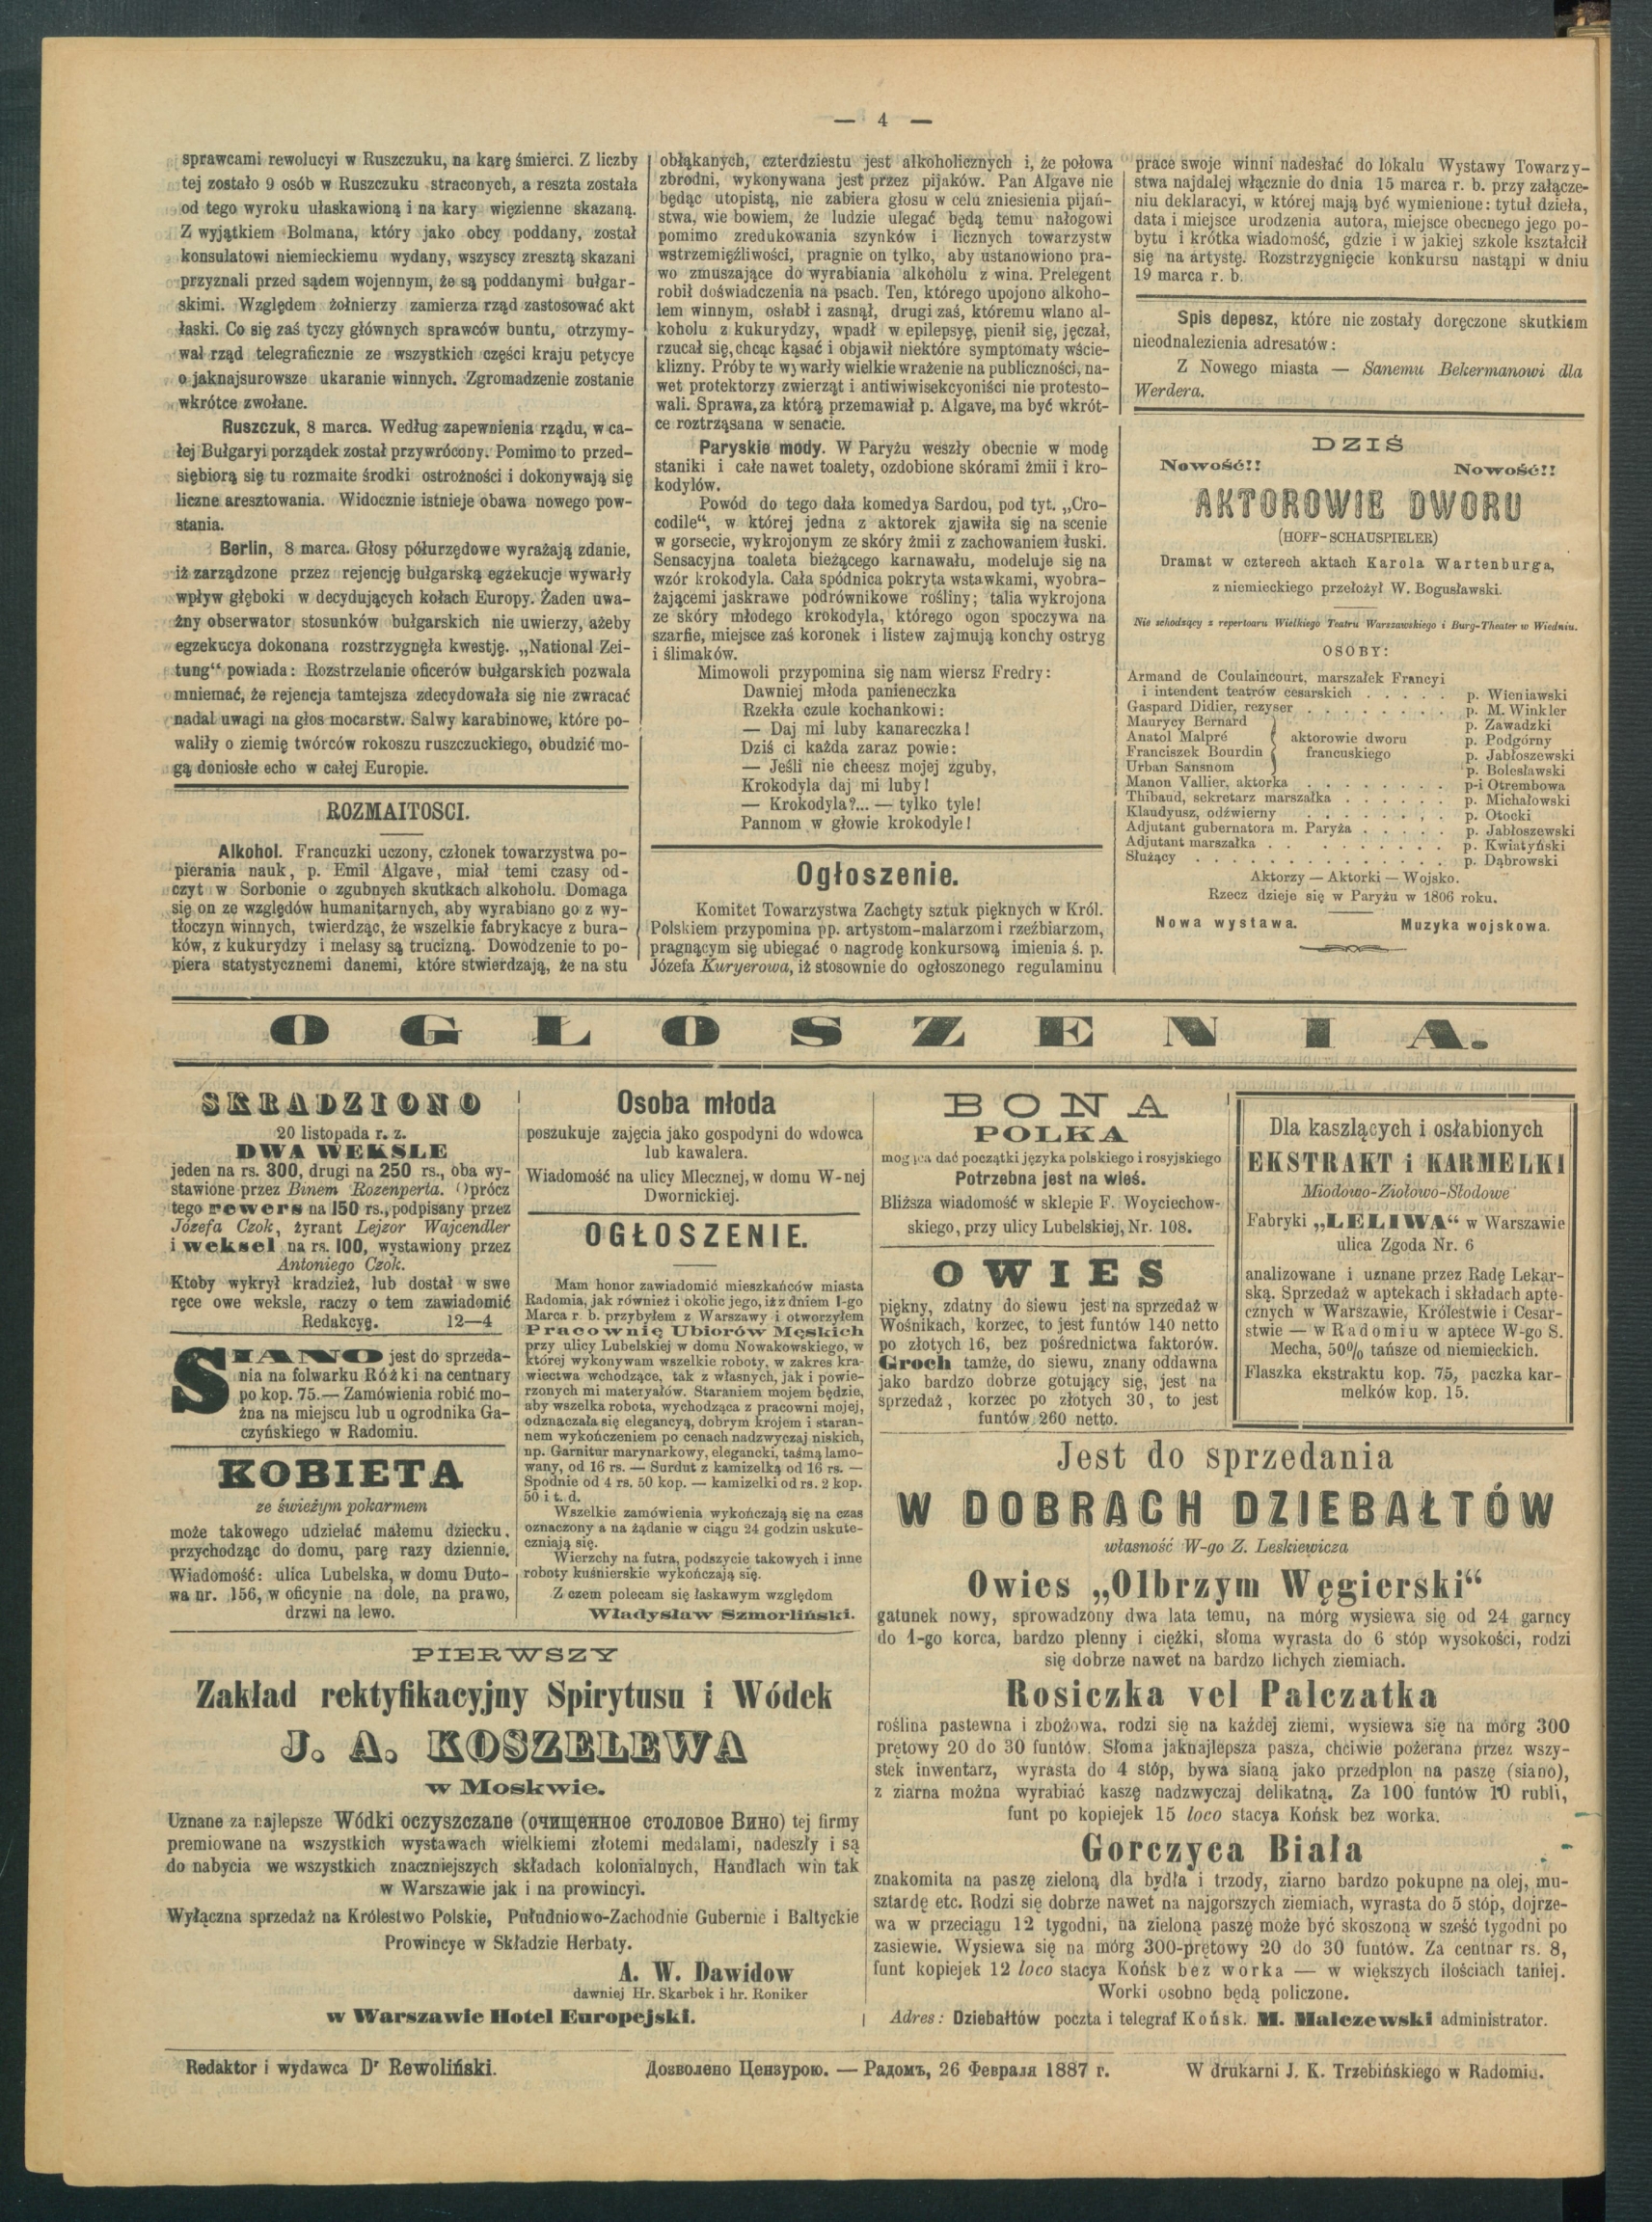 — 4 —
sprawcami rewolucyi w Ruszczuku, na karę śmierci. Z liczby
tej zostało 9 osób w Ruszczuku straconych, a reszta została
od tego wyroku ułaskawioną i na kary więzienne skazaną.
Z wyjątkiem Bolmana, który jako obcy poddany, został
konsulatowi niemieckiemu wydany, wszyscy zresztą skazani
przyznali przed sądem wojennym, że są poddanymi bułgar-
skimi. Względem żołnierzy zamierza rząd zastosować akt
łaski. Co się zaś tyczy głównych sprawców buntu, otrzymy-
wał rząd telegraficznie ze wszystkich części kraju petycye
o jaknajsurowsze ukaranie winnych. Zgromadzenie zostanie
wkrótce zwołane.
Ruszczuk, 8 marca. Według zapewnienia rządu, w ca-
łej Bułgaryi porządek został przywrócony. Pomimo to przed-
siębiorą się tu rozmaite środki ostrożności i dokonywają się
liczne aresztowania. Widocznie istnieje obawa nowego pow-
stania.
Berlin, 8 marca. Głosy półurzędowe wyrażają zdanie,
iż zarządzone przez rejencję bułgarską egzekucje wywarły
wpływ głęboki w decydujących kołach Europy. Żaden uwa-
żny obserwator stosunków bułgarskich nie uwierzy, ażeby
egzekucya dokonana rozstrzygnęła kwestję. „National Zei-
tung“ powiada: Rozstrzelanie oficerów bułgarskich pozwala
mniemać, że rejencja tamtejsza zdecydowała się nie zwracać
nadal uwagi na głos mocarstw. Salwy karabinowe, które po-
waliły o ziemię twórców rokoszu ruszczuckiego, obudzić mo-
gą doniosłe echo w całej Europie.
ROZMAITOSCI.
Alkohol. Francuzki uczony, członek towarzystwa po-
pierania nauk, p. Emil Algave, miał temi czasy od-
czyt w Sorbonie o zgubnych skutkach alkoholu. Domaga
się on ze względów humanitarnych, aby wyrabiano go z wy-
tłoczyn winnych, twierdząc, że wszelkie fabrykacye z bura-
ków, z kukurydzy i melasy są trucizną. Dowodzenie to po-
piera statystycznemi danemi, które stwierdzają, że na stu
obłąkanych, czterdziestu jest alkoholicznych i, że połowa
zbrodni, wykonywana jest przez pijaków. Pan Algave nie
będąc utopistą, nie zabiera głosu w celu zniesienia pijań-
stwa, wie bowiem, że ludzie ulegać będą temu nałogowi
pomimo zredukowania szynków i licznych towarzystw
wstrzemięźliwości, pragnie on tylko, aby ustanowiono pra-
wo zmuszające do wyrabiania alkoholu z wina. Prelegent
robił doświadczenia na psach. Ten, którego upojono alkoho-
lem winnym, osłabł i zasnął, drugi zaś, któremu wlano al-
koholu z kukurydzy, wpadł w epilepsyę, pienił się, jęczał,
rzucał się, chcąc kąsać i objawił niektóre symptomaty wście-
klizny. Próby te wywarły wielkie wrażenie na publiczności, na-
wet protektorzy zwierząt i antiwiwisekcyoniści nie protesto-
wali. Sprawa, za którą przemawiał p. Algave, ma być wkrót-
ce roztrząsana w senacie.
Paryskie mody. W Paryżu weszły obecnie w modę
staniki i całe nawet toalety, ozdobione skórami żmii i kro-
kodylów.
Powód do tego dała komedya Sardou, pod tyt. „Cro-
codile“, w której jedna z aktorek zjawiła się na scenie
w gorsecie, wykrojonym ze skóry żmii z zachowaniem łuski.
Sensacyjna toaleta bieżącego karnawału, modeluje się na
wzór krokodyla. Cała spódnica pokryta wstawkami, wyobra-
żającemi jaskrawe podrównikowe rośliny; talia wykrojona
ze skóry młodego krokodyla, którego ogon spoczywa na
szarfie, miejsce zaś koronek i listew zajmują konchy ostryg
i ślimaków.
Mimowoli przypomina się nam wiersz Fredry:
Dawniej młoda panieneczka
Rzekła czule kochankowi:
— Daj mi luby kanareczka!
Dziś ci każda zaraz powie:
— Jeśli nie cheesz mojej zguby,
Krokodyla daj mi luby!
— Krokodyla?... — tylko tyle!
Pannom w głowie krokodyle!
Ogłoszenie.
Komitet Towarzystwa Zachęty sztuk pięknych w Król.
Polskiem przypomina pp. artystom-malarzom i rzeźbiarzom,
pragnącym się ubiegać o nagrodę konkursową imienia ś. p.
Józefa Kuryerowa, iż stosownie do ogłoszonego regulaminu
prace swoje winni nadesłać do lokalu Wystawy Towarzy-
stwa najdalej włącznie do dnia 15 marca r. b. przy załącze-
niu deklaracyi, w której mają być wymienione: tytuł dzieła,
data i miejsce urodzenia autora, miejsce obecnego jego po-
bytu i krótka wiadomość, gdzie i w jakiej szkole kształcił
się na artystę. Rozstrzygnięcie konkursu nastąpi w dniu
19 marca r. b.
Spis depesz, które nie zostały doręczone skutkiem
nieodnalezienia adresatów:
Z Nowego miasta — Sanemu Bekermanowi dla
Werdera.
DZIŚ
Nowość!! Nowość!!
AKTOROWIE DWORU
(HOFF-SCHAUSPIELER)
Dramat w czterech aktach Karola Wartenburga,
z niemieckiego przełożył W. Bogusławski.
Nie schodzący z repertoaru Wielkiego Teatru Warszawskiego i Burg-Theater w Wiedniu.
OSOBY:
Armand de Coulaincourt, marszałek Francyi
i intendent teatrów cesarskich . . . . . p. Wieniawski
Gaspard Didier, reżyser . . . . . . . . p. M. Winkler
Maurycy Bernard p. Zawadzki
Anatol Malpré aktorowie dworu p. Podgórny
Franciszek Bourdin francuskiego p. Jabłoszewski
Urban Sansnom p. Bolesławski
Manon Vallier, aktorka . . . . . . . . p-i Otrembowa
Thibaud, sekretarz marszałka . . . . . . p. Michałowski
Klaudyusz, odźwierny . . . . . . . . p. Otocki
Adjutant gubernatora m. Paryża . . . . . p. Jabłoszewski
Adjutant marszałka . . . . . . . . . p. Kwiatyński
Służący . . . . . . . . . . . . . . p. Dąbrowski
Aktorzy — Aktorki — Wojsko.
Rzecz dzieje się w Paryżu w 1806 roku.
Nowa wystawa. Muzyka wojskowa.
OGŁOSZENIA.
SKRADZIONO
20 listopada r. z.
DWA WEKSLE
jeden na rs. 300, drugi na 250 rs., oba wy-
stawione przez Binem Rozenperta. Oprócz
tego rewers na 150 rs., podpisany przez
Józefa Czok, żyrant Lejzor Wajcendler
i weksel na rs. 100, wystawiony przez
Antoniego Czok.
Ktoby wykrył kradzież, lub dostał w swe
ręce owe weksle, raczy o tem zawiadomić
Redakcyę. 12—4
SIANO jest do sprzeda-
nia na folwarku Różki na centnary
po kop. 75.— Zamówienia robić mo-
żna na miejscu lub u ogrodnika Ga-
czyńskiego w Radomiu.
KOBIETA
ze świeżym pokarmem
może takowego udzielać małemu dziecku,
przychodząc do domu, parę razy dziennie.
Wiadomość: ulica Lubelska, w domu Duto-
wa nr. 156, w oficynie na dole, na prawo,
drzwi na lewo.
Osoba młoda
poszukuje zajęcia jako gospodyni do wdowca
lub kawalera.
Wiadomość na ulicy Mlecznej, w domu W-nej
Dwornickiej.
OGŁOSZENIE.
Mam honor zawiadomić mieszkańców miasta
Radomia, jak również i okolic jego, iż z dniem 1-go
Marca r. b. przybyłem z Warszawy i otworzyłem
Pracownię Ubiorów Męskich
przy ulicy Lubelskiej w domu Nowakowskiego, w
której wykonywam wszelkie roboty, w zakres kra-
wiectwa wchodzące, tak z własnych, jak i powie-
rzonych mi materyałów. Staraniem mojem będzie,
aby wszelka robota, wychodząca z pracowni mojej,
odznaczała się elegancyą, dobrym krojem i staran-
nem wykończeniem po cenach nadzwyczaj niskich,
np. Garnitur marynarkowy, elegancki, taśmą lamo-
wany, od 16 rs. — Surdut z kamizelką od 16 rs. —
Spodnie od 4 rs. 50 kop. — kamizelki od rs. 2 kop.
50 i t. d.
Wszelkie zamówienia wykończają się na czas
oznaczony a na żądanie w ciągu 24 godzin uskute-
czniają się.
Wierzchy na futra, podszycie takowych i inne
roboty kuśnierskie wykończają się.
Z czem polecam się łaskawym względom
Władysław Szmorliński.
BONA
POLKA
mogąca dać początki języka polskiego i rosyjskiego
Potrzebna jest na wieś.
Bliższa wiadomość w sklepie F. Woyciechow-
skiego, przy ulicy Lubelskiej, Nr. 108.
OWIES
piękny, zdatny do siewu jest na sprzedaż w
Wośnikach, korzec, to jest funtów 140 netto
po złotych 16, bez pośrednictwa faktorów.
Groch tamże, do siewu, znany oddawna
jako bardzo dobrze gotujący się, jest na
sprzedaż, korzec po złotych 30, to jest
funtów 260 netto.
Dla kaszlących i osłabionych
EKSTRAKT i KARMELKI
Miodowo-Ziołowo-Słodowe
Fabryki „LELIWA“ w Warszawie
ulica Zgoda Nr. 6
analizowane i uznane przez Radę Lekar-
ską. Sprzedaż w aptekach i składach apte-
cznych w Warszawie, Królestwie i Cesar-
stwie — w Radomiu w aptece W-go S.
Mecha, 50% tańsze od niemieckich.
Flaszka ekstraktu kop. 75, paczka kar-
melków kop. 15.
Jest do sprzedania
W DOBRACH DZIEBAŁTÓW
własność W-go Z. Leskiewicza
Owies „Olbrzym Węgierski“
gatunek nowy, sprowadzony dwa lata temu, na mórg wysiewa się od 24 garncy
do 1-go korca, bardzo plenny i ciężki, słoma wyrasta do 6 stóp wysokości, rodzi
się dobrze nawet na bardzo lichych ziemiach.
Rosiczka vel Palczatka
roślina pastewna i zbożowa, rodzi się na każdej ziemi, wysiewa się na mórg 300
prętowy 20 do 30 funtów. Słoma jaknajlepsza pasza, chciwie pożerana przez wszy-
stek inwentarz, wyrasta do 4 stóp, bywa sianą jako przedplon na paszę (siano),
z ziarna można wyrabiać kaszę nadzwyczaj delikatną. Za 100 funtów 10 rubli,
funt po kopiejek 15 loco stacya Końsk bez worka.
Gorczyca Biała
znakomita na paszę zieloną dla bydła i trzody, ziarno bardzo pokupne na olej, mu-
sztardę etc. Rodzi się dobrze nawet na najgorszych ziemiach, wyrasta do 5 stóp, dojrze-
wa w przeciągu 12 tygodni, na zieloną paszę może być skoszoną w sześć tygodni po
zasiewie. Wysiewa się na mórg 300-prętowy 20 do 30 funtów. Za centnar rs. 8,
funt kopiejek 12 loco stacya Końsk bez worka — w większych ilościach taniej.
Worki osobno będą policzone.
Adres: Dziebałtów poczta i telegraf Końsk. M. Malczewski administrator.
PIERWSZY
Zakład rektyfikacyjny Spirytusu i Wódek
J. A. KOSZELEWA
w Moskwie.
Uznane za najlepsze Wódki oczyszczane (очищенное столовое Вино) tej firmy
premiowane na wszystkich wystawach wielkiemi złotemi medalami, nadeszły i są
do nabycia we wszystkich znaczniejszych składach kolonialnych, Handlach win tak
w Warszawie jak i na prowincyi.
Wyłączna sprzedaż na Królestwo Polskie, Południowo-Zachodnie Gubernie i Baltyckie
Prowincye w Składzie Herbaty.
A. W. Dawidow
dawniej Hr. Skarbek i hr. Roniker
w Warszawie Hotel Europejski.
Redaktor i wydawca Dr Rewoliński. Дозволено Цензурою. — Радомъ, 26 Февраля 1887 г. W drukarni J. K. Trzebińskiego w Radomiu.